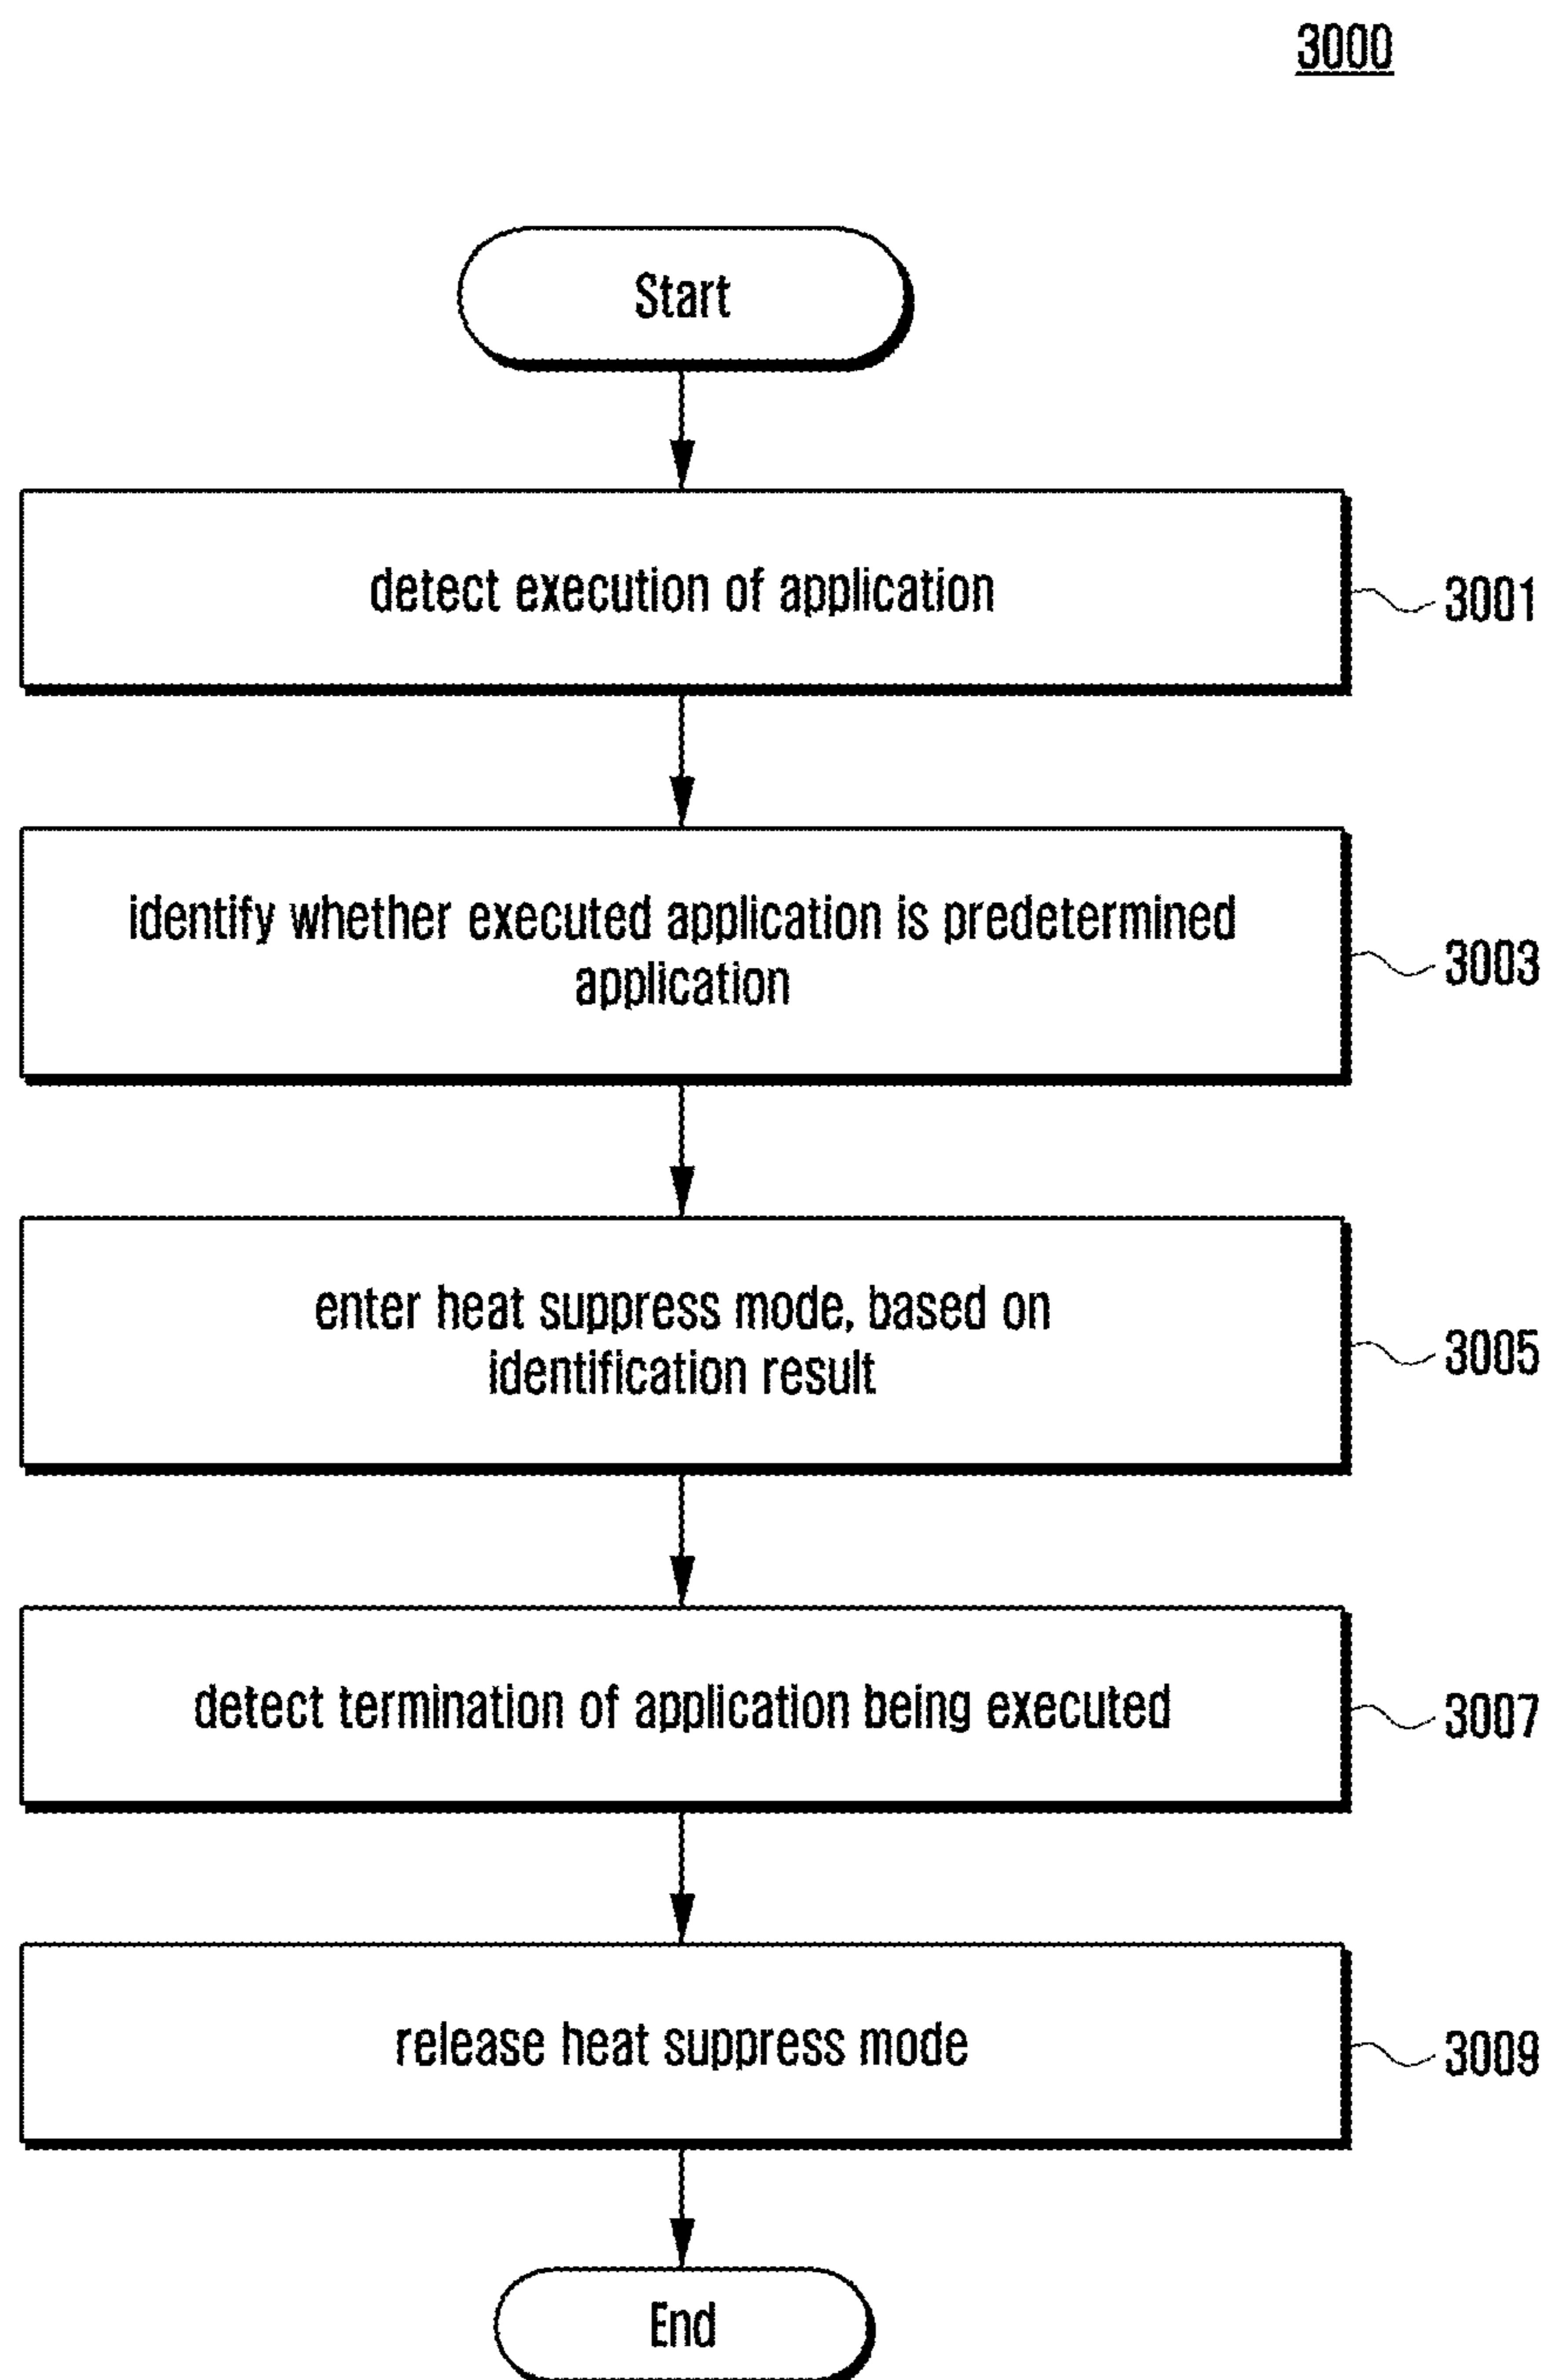 3000
Start
detect execution of application
3001
identify whether executed application is predetermined
application
3003
enter heat suppress mode, based on
identification result
3005
detect termination of application being executed
3007
release heat suppress mode
3009
End